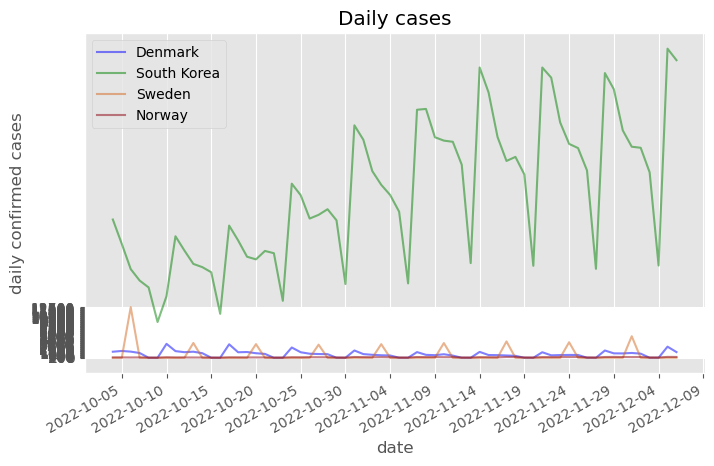 Daily cases
Denmark
South Korea
Sweden
Norway
daily confirmed cases
2022-10-05
2022-10-10
2022-10-15
2022-10-20
2022-10-25
2022-10-30
2022-11-04
2022-11-09
2022-11-14
2022-11-19
2022-11-24
2022-11-29
2022-12-04
2022-12-09
date